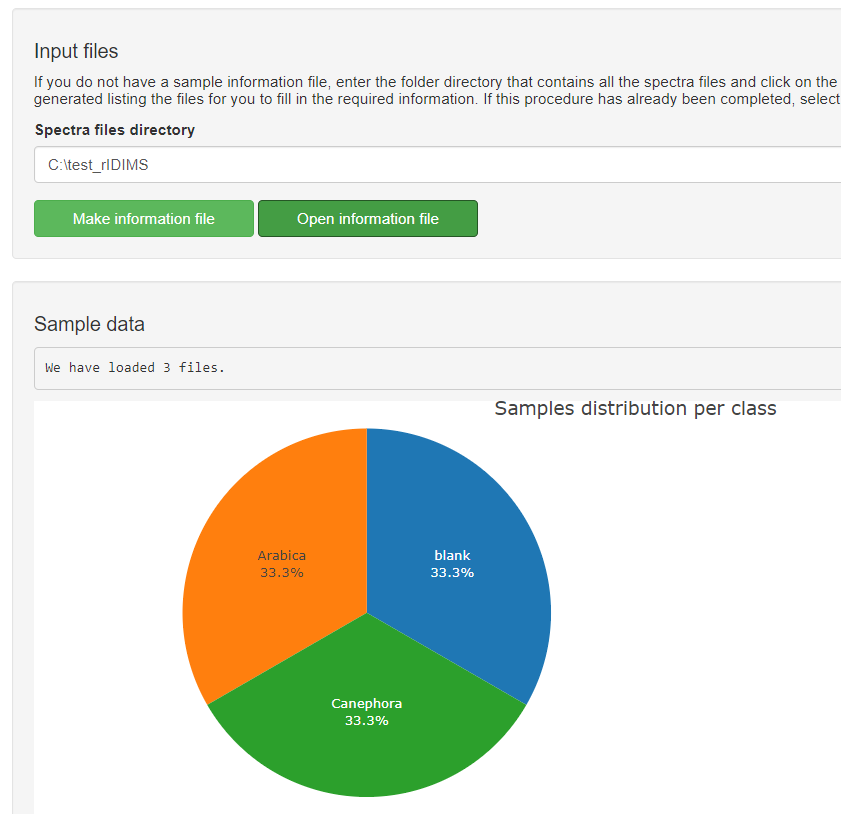 Input files
If you do not have a sample information file, enter the folder directory that contains all the spectra files and click on the
generated listing the files for you to fill in the required information. If this procedure has already been completed, select
Spectra files directory
C:\test_rIDIMS
Make information file
Open information file
Sample data
We have loaded 3 files.
Samples distribution per class
Arabica
33.3%
blank
33.3%
Canephora
33.3%